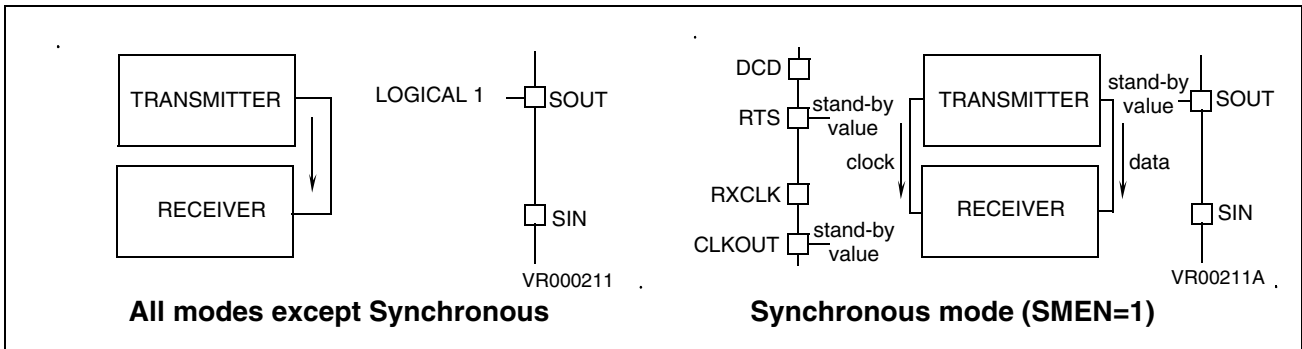 TRANSMITTER
RECEIVER
LOGICAL 1
SOUT
SIN
VR000211
All modes except Synchronous
DCD
RTS
stand-by
value
clock
RXCLK
CLKOUT
stand-by
value
TRANSMITTER
RECEIVER
data
stand-by
value
SOUT
SIN
VR00211A
Synchronous mode (SMEN=1)